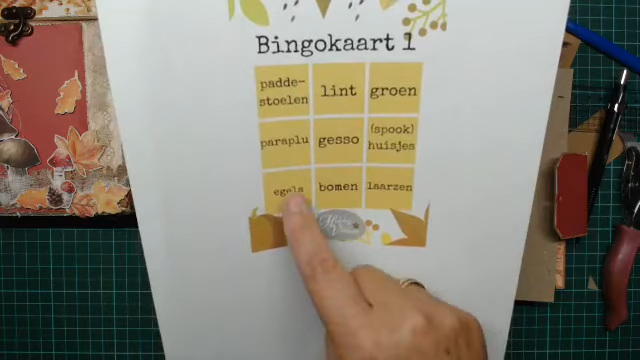 Bingokaart 1
padde-
stoelen
lint
groen
paraplu
gesso
(spook)
huisjes
egels
bomen
laarzen